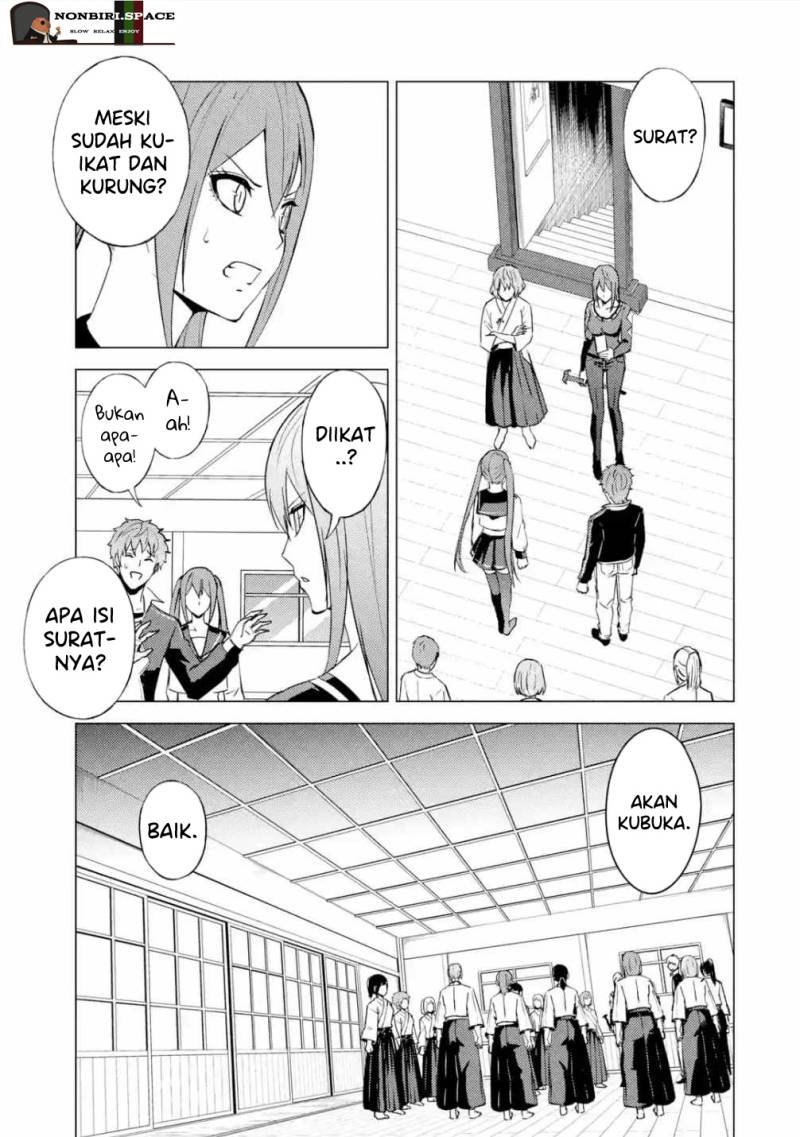 NONBIRI.SPACE
SLOW RELAX ENJOY
SURAT?
MESKI
SUDAH KU-
IKAT DAN
KURUNG?
DIIKAT
..?
A-
ah!
Bukan
apa-
apa!
APA ISI
SURAT-
NYA?
AKAN
KUBUKA.
BAIK.